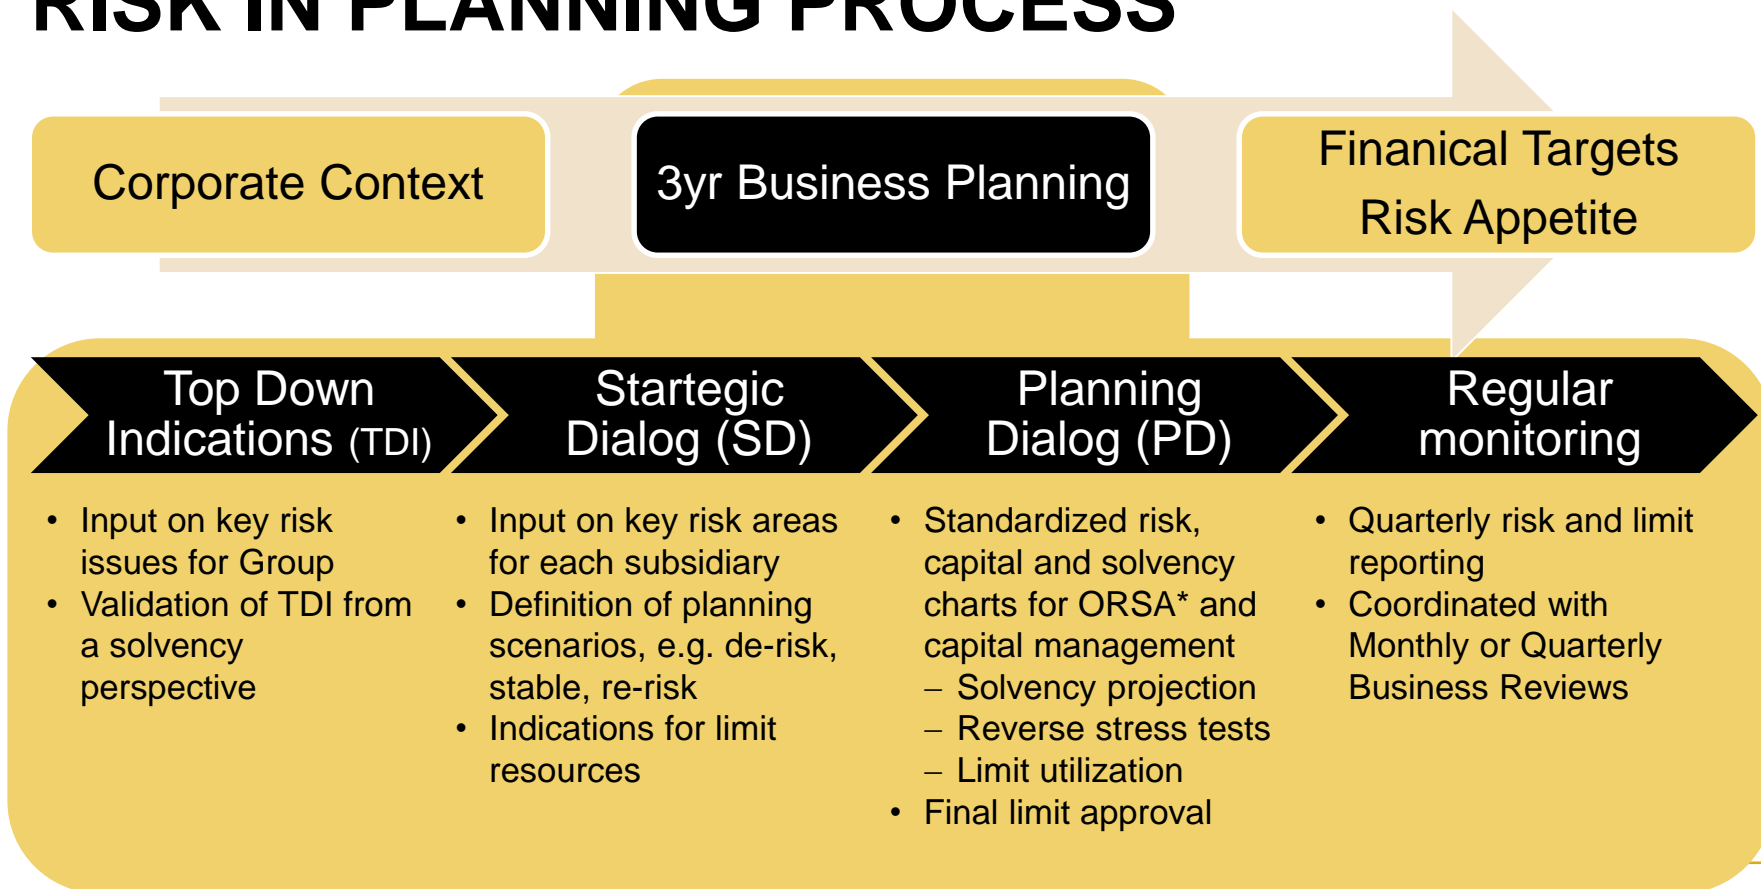 RISK IN PLANNING PROCESS
Corporate Context
3yr Business Planning
Finanical Targets
Risk Appetite
Top Down
Indications (TDI)
Startegic
Dialog (SD)
Planning
Dialog (PD)
Regular
monitoring
• Input on key risk
issues for Group
• Validation of TDI from
a solvency
perspective
• Input on key risk areas
for each subsidiary
• Definition of planning
scenarios, e.g. de-risk,
stable, re-risk
• Indications for limit
resources
• Standardized risk,
capital and solvency
charts for ORSA* and
capital management
– Solvency projection
– Reverse stress tests
– Limit utilization
• Final limit approval
• Quarterly risk and limit
reporting
• Coordinated with
Monthly or Quarterly
Business Reviews